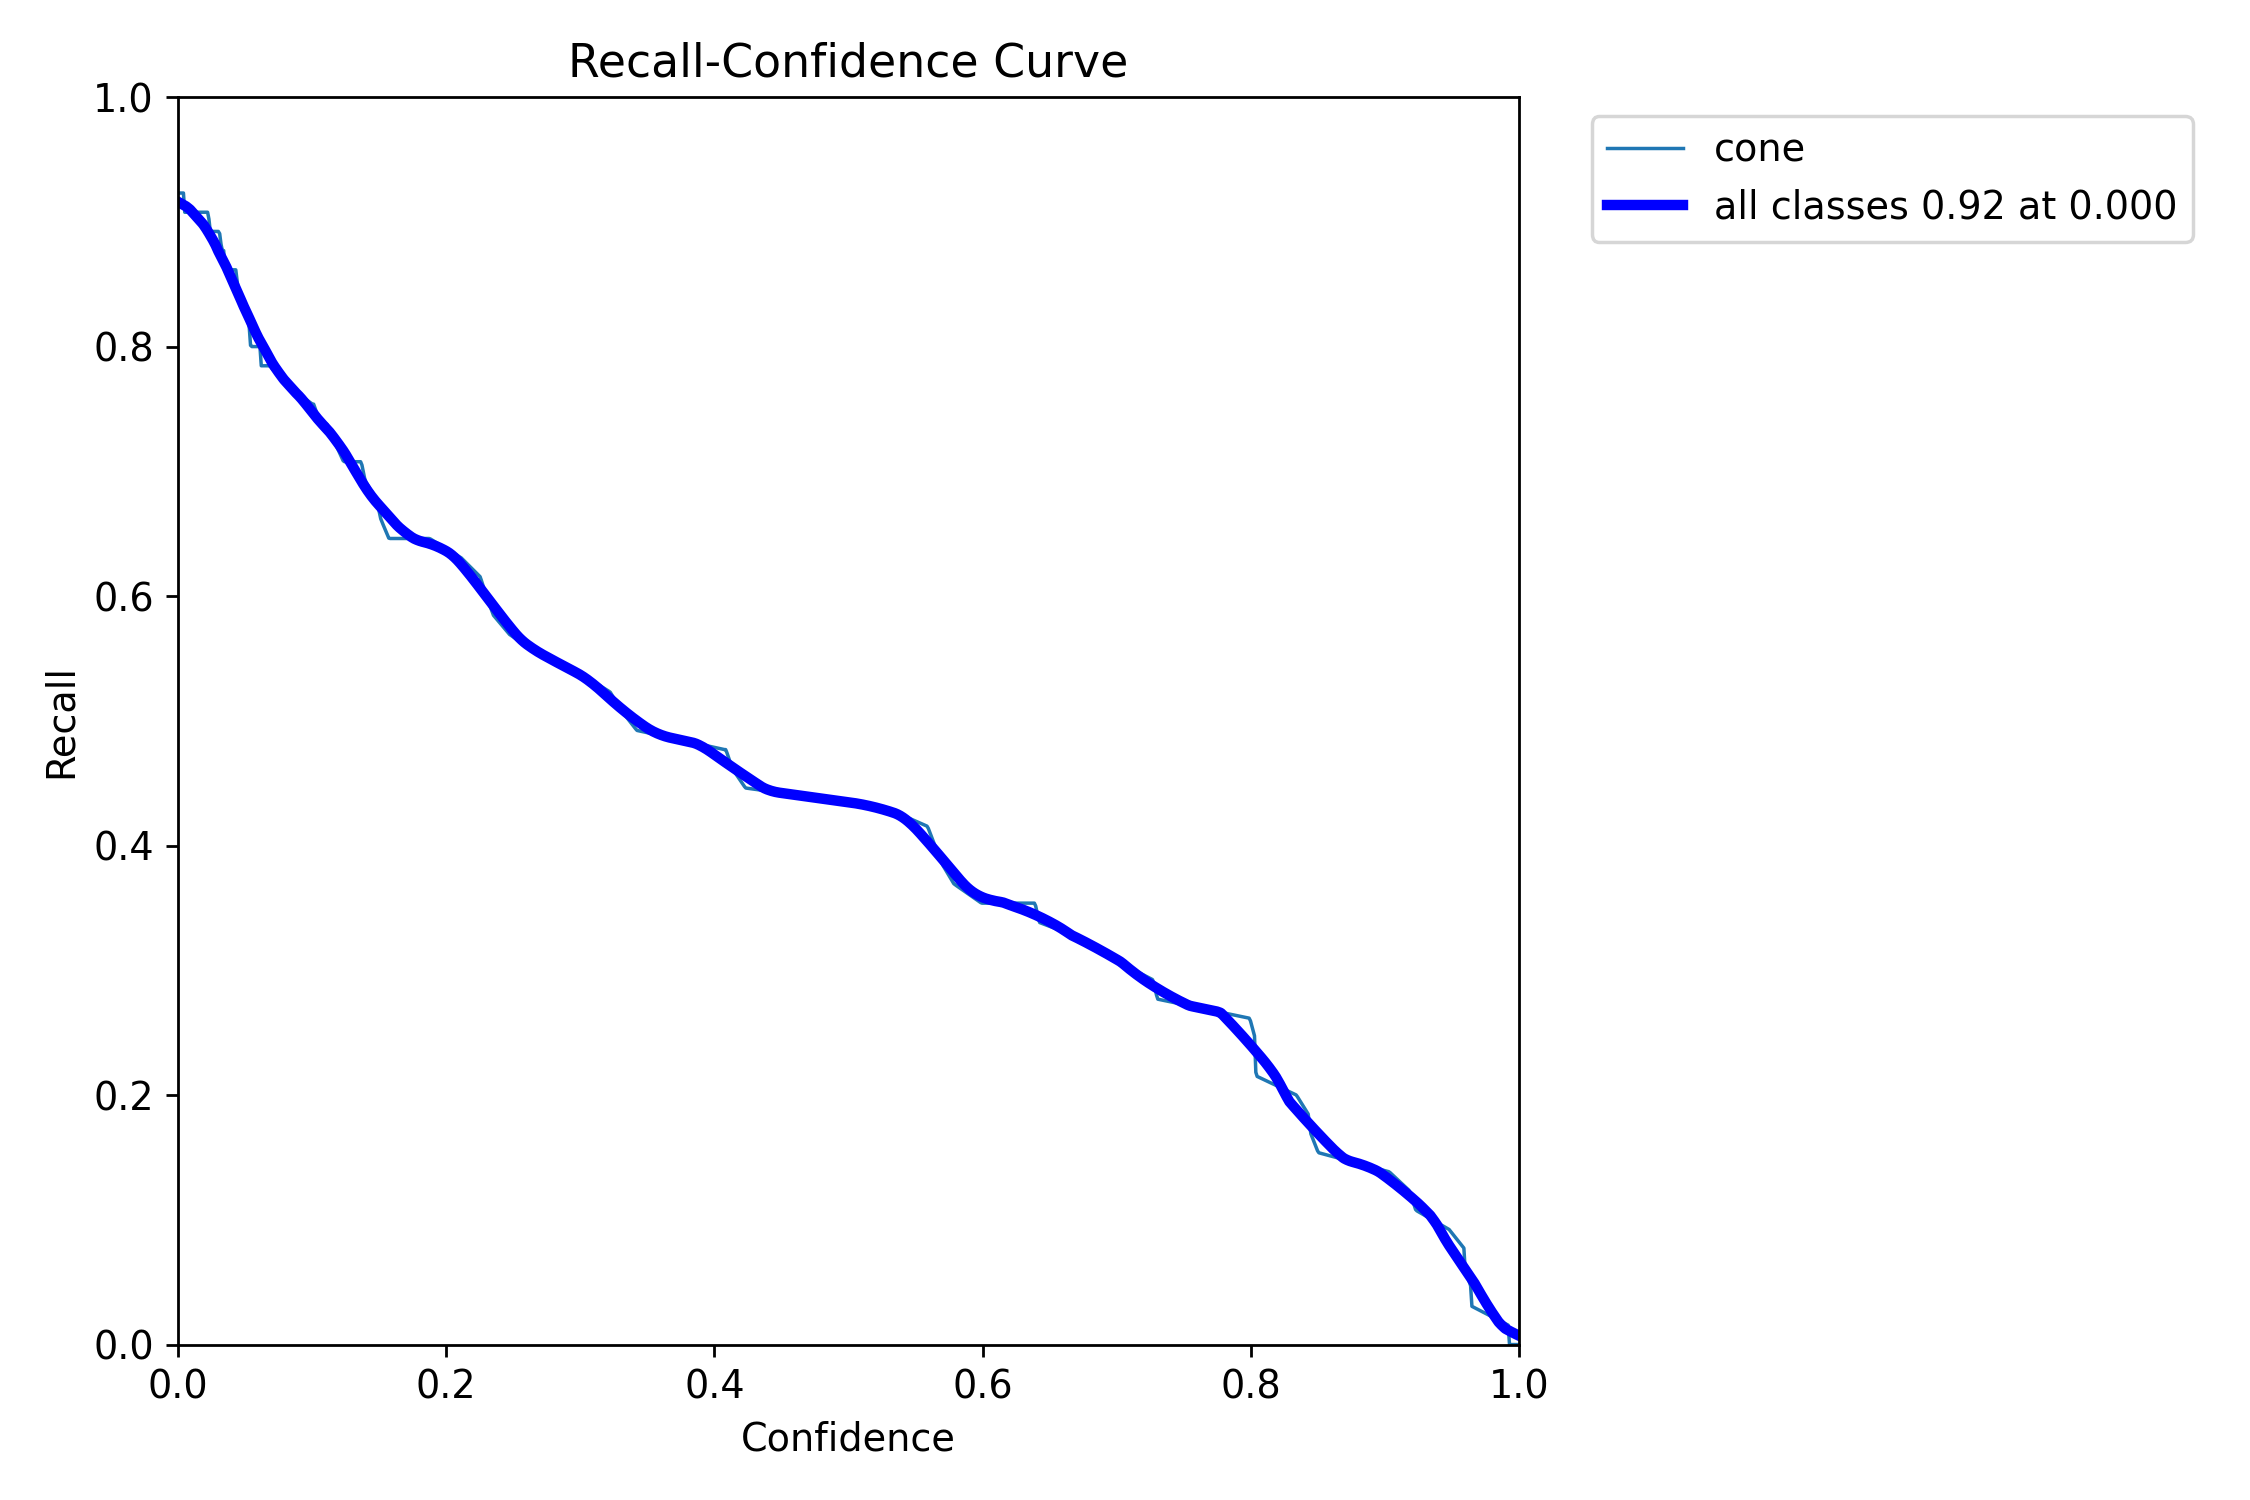 Recall-Confidence Curve
cone
all classes 0.92 at 0.000
1.0
0.8
0.6
0.4
0.2
0.0
Recall
0.0 0.2 0.4 0.6 0.8 1.0
Confidence